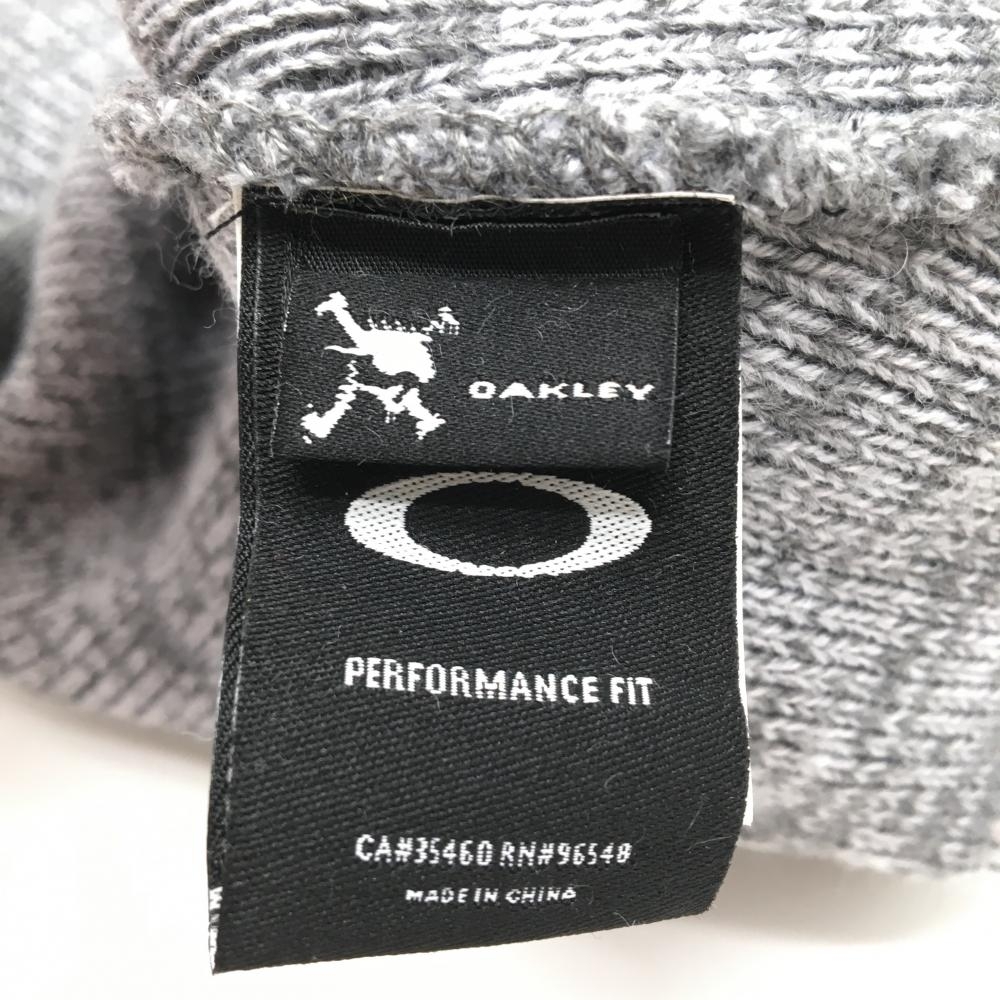 OAKLEY
PERFORMANCE FIT
CA#35460 RN#96548
MADE IN CHINA